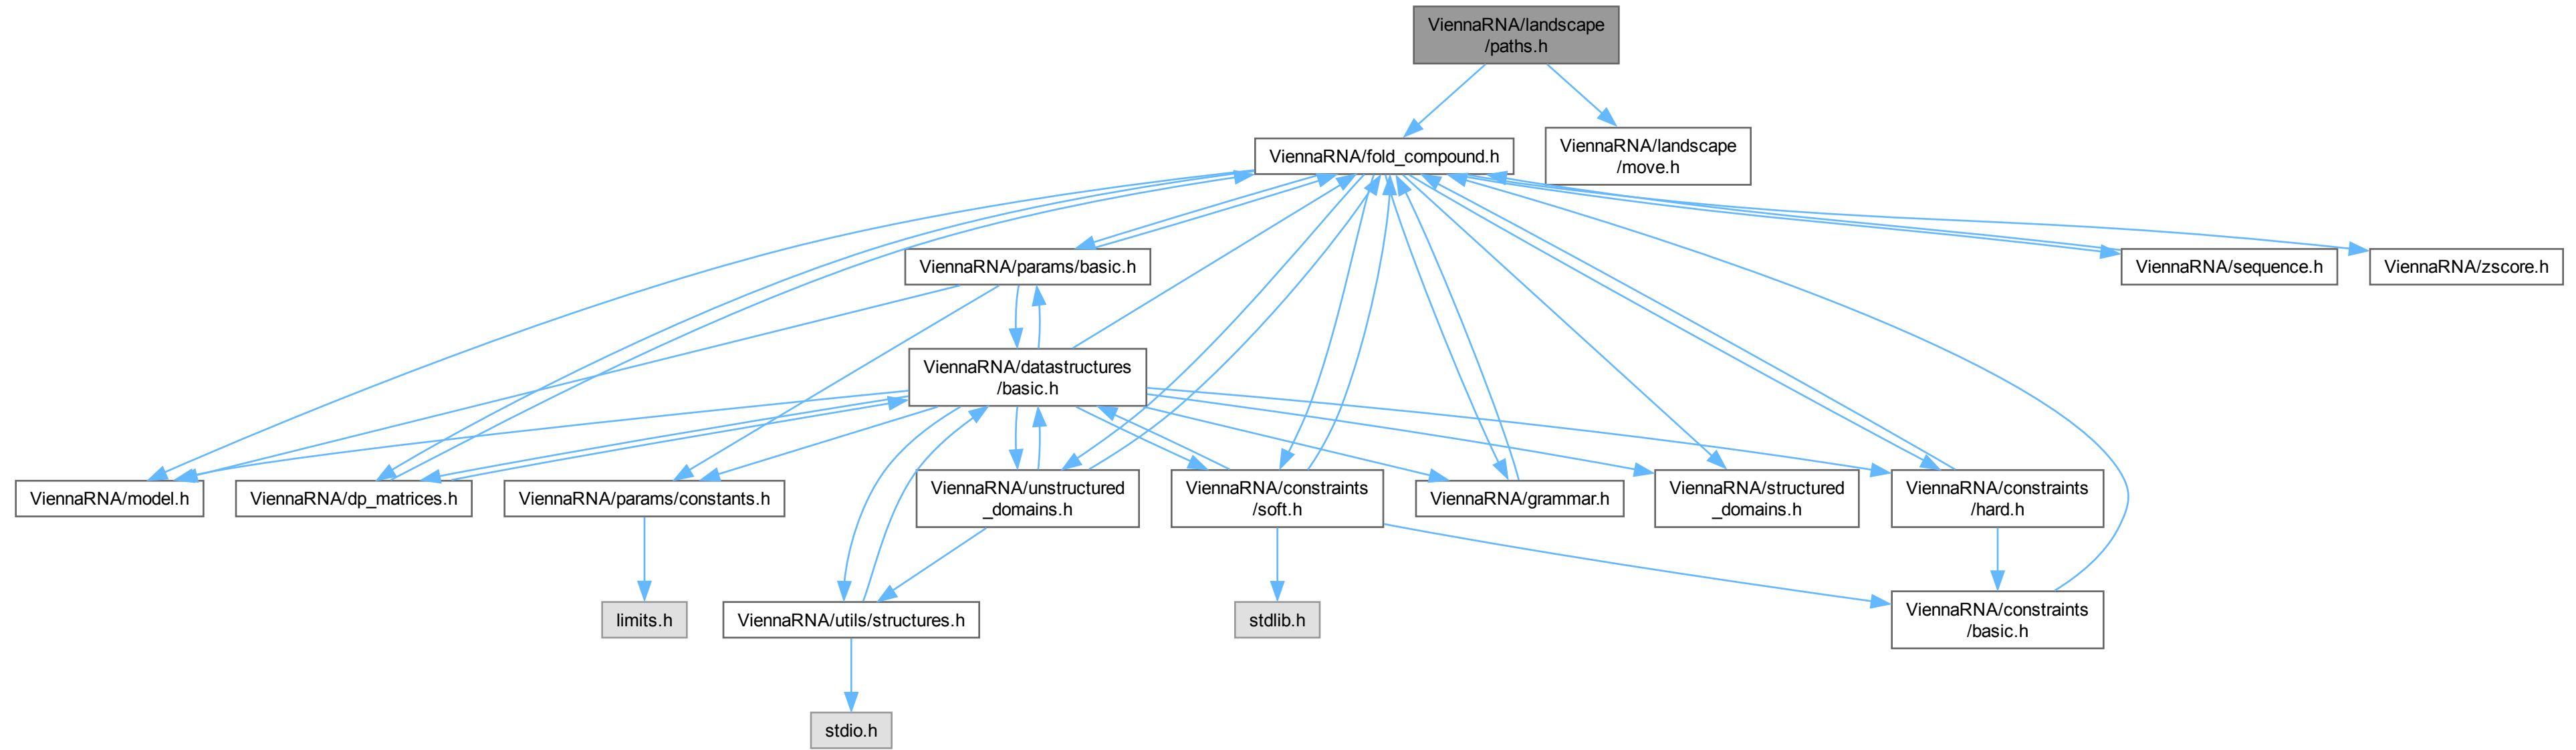 ViennaRNA/landscape
/paths.h
ViennaRNA/fold_compound.h
ViennaRNA/landscape
/move.h
ViennaRNA/params/basic.h
ViennaRNA/sequence.h
ViennaRNA/zscore.h
ViennaRNA/datastructures
/basic.h
ViennaRNA/model.h
ViennaRNA/dp_matrices.h
ViennaRNA/params/constants.h
ViennaRNA/unstructured
_domains.h
ViennaRNA/constraints
/soft.h
ViennaRNA/grammar.h
ViennaRNA/structured
_domains.h
ViennaRNA/constraints
/hard.h
limits.h
ViennaRNA/utils/structures.h
stdlib.h
ViennaRNA/constraints
/basic.h
stdio.h